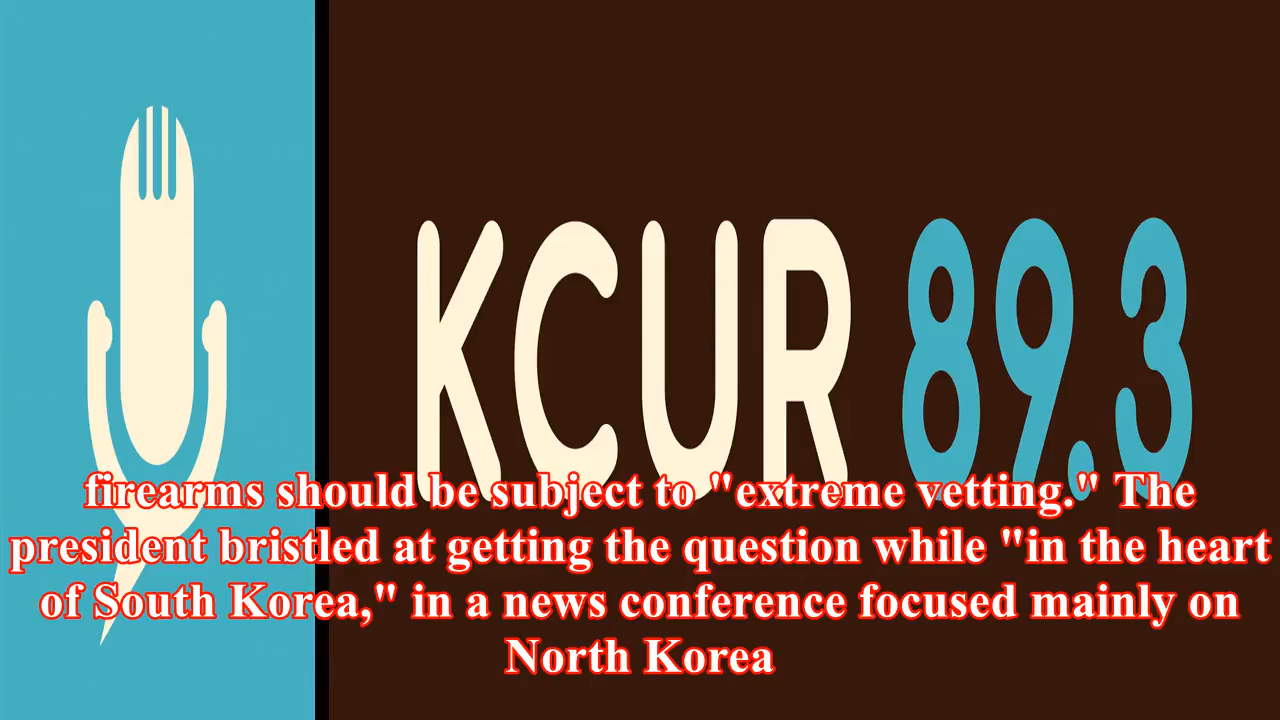 KCUR 89.3
firearms should be subject to "extreme vetting." The
president bristled at getting the question while "in the heart
of South Korea," in a news conference focused mainly on
North Korea